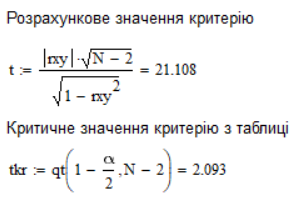 Розрахункове значення критерію
t := |rxy|·√(N − 2) / √(1 − rxy²) = 21.108
Критичне значення критерію з таблиці
tkr := qt(1 − α/2, N − 2) = 2.093